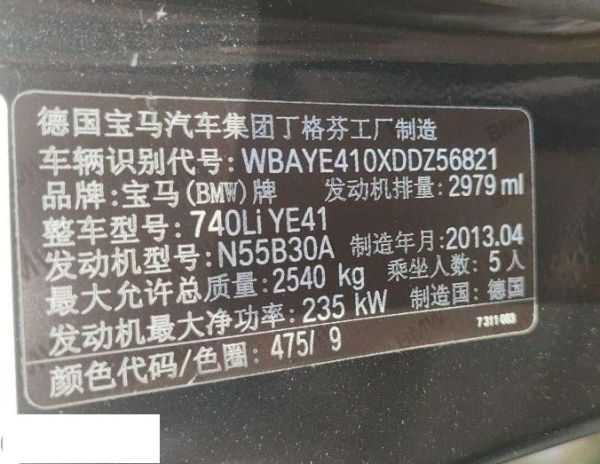 德国宝马汽车集团丁格芬工厂制造
车辆识别代号: WBAYE410XDDZ56821
品牌: 宝马(BMW)牌 发动机排量: 2979 ml
整车型号: 740Li YE41
发动机型号: N55B30A 制造年月: 2013.04
最大允许总质量: 2540 kg 乘坐人数: 5 人
发动机最大净功率: 235 kW 制造国: 德国
7 311 083
颜色代码/色圈: 475/ 9